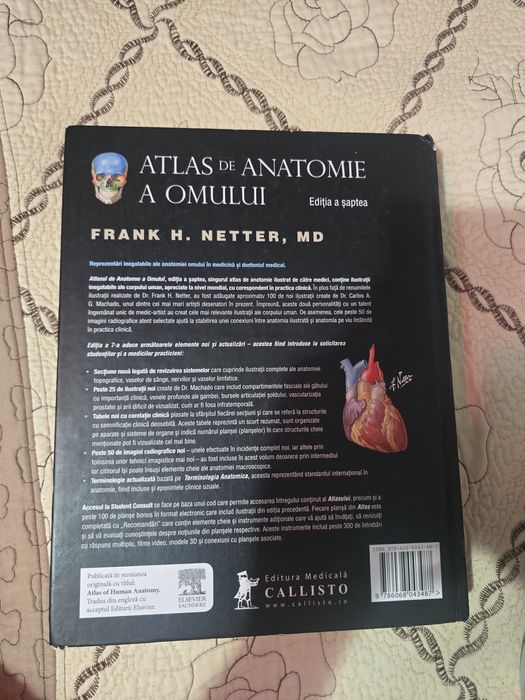 ATLAS DE ANATOMIE
A OMULUI
Ediția a șaptea
FRANK H. NETTER, MD
Reprezentări inegalabile ale anatomiei omului în medicină și domeniul medical.
Atlasul de Anatomie a Omului, ediția a șaptea, singurul atlas de anatomie ilustrat de către medici, conține ilustrații
inegalabile ale corpului uman, apreciate la nivel mondial, cu corespondent în practica clinică. În plus față de renumitele
ilustrații realizate de Dr. Frank H. Netter, au fost adăugate aproximativ 100 de noi ilustrații create de Dr. Carlos A.
G. Machado, unul dintre cei mai mari artiști desenatori în prezent. Împreună, aceste două personalități cu un talent
îngemănat unic de medic-artist au creat cele mai relevante ilustrații ale corpului uman. De asemenea, cele peste 50 de
imagini radiografice atent selectate ajută la stabilirea unei conexiuni între anatomia ilustrată și anatomia pe viu întâlnită
în practica clinică.
Ediția a 7-a aduce următoarele elemente noi și actualizări – acestea fiind introduse la solicitarea
studenților și a medicilor practicieni:
• Secțiune nouă legată de revizuirea sistemelor care cuprinde ilustrații complete ale anatomiei
topografice, vaselor de sânge, nervilor și vaselor limfatice.
• Peste 25 de ilustrații noi create de Dr. Machado care includ compartimentele fasciale ale gâtului
cu importanță clinică, venele profunde ale gambei, bursele articulației șoldului, vascularizația
prostatei și arii dificil de vizualizat, cum ar fi fosa infratemporală.
• Tabele noi cu corelație clinică plasate la sfârșitul fiecărei secțiuni și care se referă la structurile
cu semnificație clinică deosebită. Aceste tabele reprezintă un scurt rezumat, sunt organizate
pe aparate și sisteme de organe și indică numărul planșei (planșelor) în care structurile cheie
menționate pot fi vizualizate cel mai bine.
• Peste 50 de imagini radiografice noi – unele efectuate în incidențe complet noi, iar altele prin
folosirea unor tehnici imagistice mai noi – au fost incluse în acest volum deoarece prin intermediul
lor cititorul își poate însuși elemente cheie ale anatomiei macroscopice.
• Terminologie actualizată bazată pe Terminologia Anatomica, aceasta reprezentând standardul internațional în
anatomie, fiind incluse și eponimele clinice uzuale.
Accesul la Student Consult se face pe baza unui cod care permite accesarea întregului conținut al Atlasului, precum și a
peste 100 de planșe bonus în format electronic care includ ilustrații din ediția precedentă. Fiecare planșă din Atlas este
completată cu „Recomandări” care conțin elemente cheie și instrumente adiționale care vă ajută să învățați, să revizuiți
și să vă evaluați cunoștințele despre noțiunile din planșele respective. Aceste instrumente includ peste 300 de întrebări
cu răspuns multiplu, filme video, modele 3D și conexiuni cu planșele asociate.
Publicată în versiunea
originală cu titlul:
Atlas of Human Anatomy.
Tradus din engleză cu
acceptul Editurii Elsevier.
ELSEVIER
SAUNDERS
Editura Medicală
CALLISTO
www.callisto.ro
9 786068 043487 >